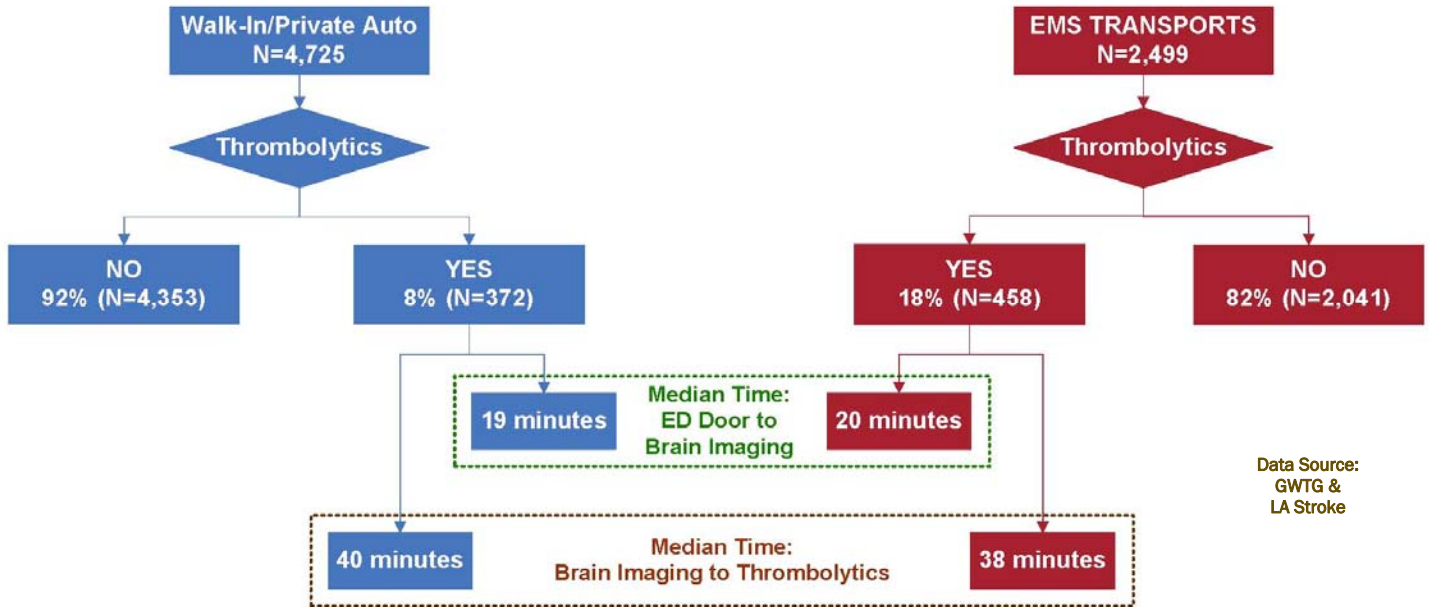 Walk-In/Private Auto
N=4,725
EMS TRANSPORTS
N=2,499
Thrombolytics
Thrombolytics
NO
92% (N=4,353)
YES
8% (N=372)
YES
18% (N=458)
NO
82% (N=2,041)
19 minutes
Median Time:
ED Door to
Brain Imaging
20 minutes
Data Source:
GWTG &
LA Stroke
40 minutes
Median Time:
Brain Imaging to Thrombolytics
38 minutes